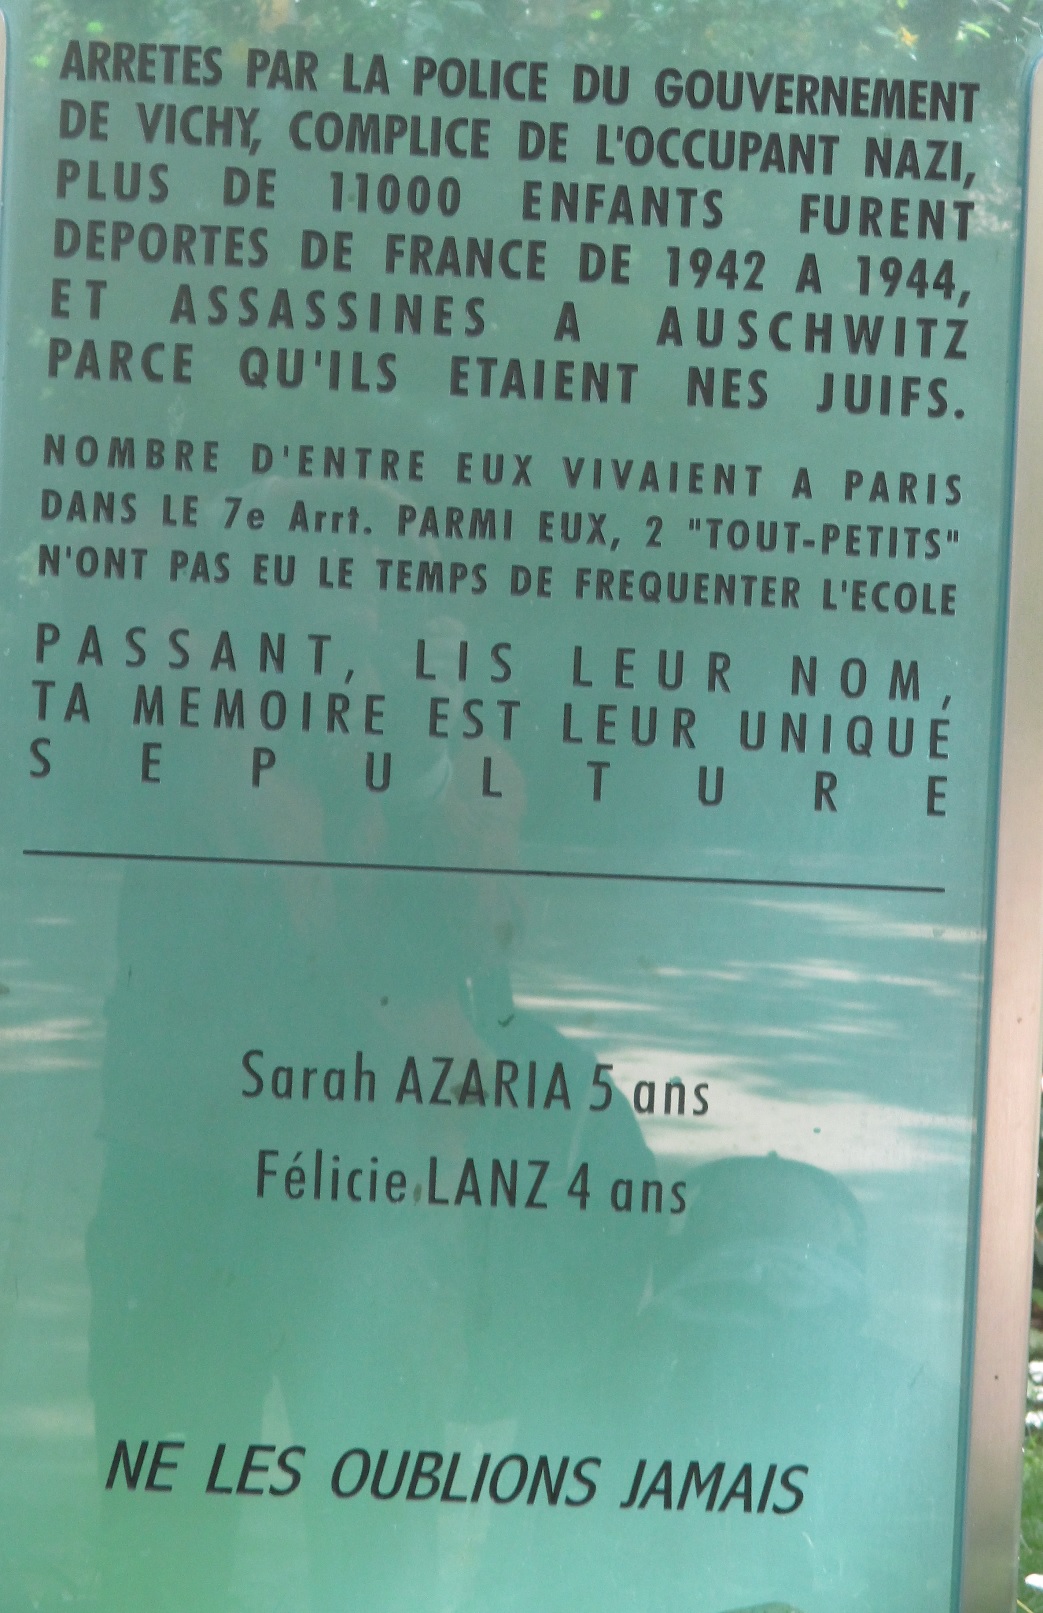 ARRETES PAR LA POLICE DU GOUVERNEMENT
DE VICHY, COMPLICE DE L'OCCUPANT NAZI,
PLUS DE 11000 ENFANTS FURENT
DEPORTES DE FRANCE DE 1942 A 1944,
ET ASSASSINES A AUSCHWITZ
PARCE QU'ILS ETAIENT NES JUIFS.
NOMBRE D'ENTRE EUX VIVAIENT A PARIS
DANS LE 7e Arrt. PARMI EUX, 2 "TOUT-PETITS"
N'ONT PAS EU LE TEMPS DE FREQUENTER L'ECOLE
PASSANT, LIS LEUR NOM,
TA MEMOIRE EST LEUR UNIQUE
SEPULTURE
Sarah AZARIA 5 ans
Félicie LANZ 4 ans
NE LES OUBLIONS JAMAIS